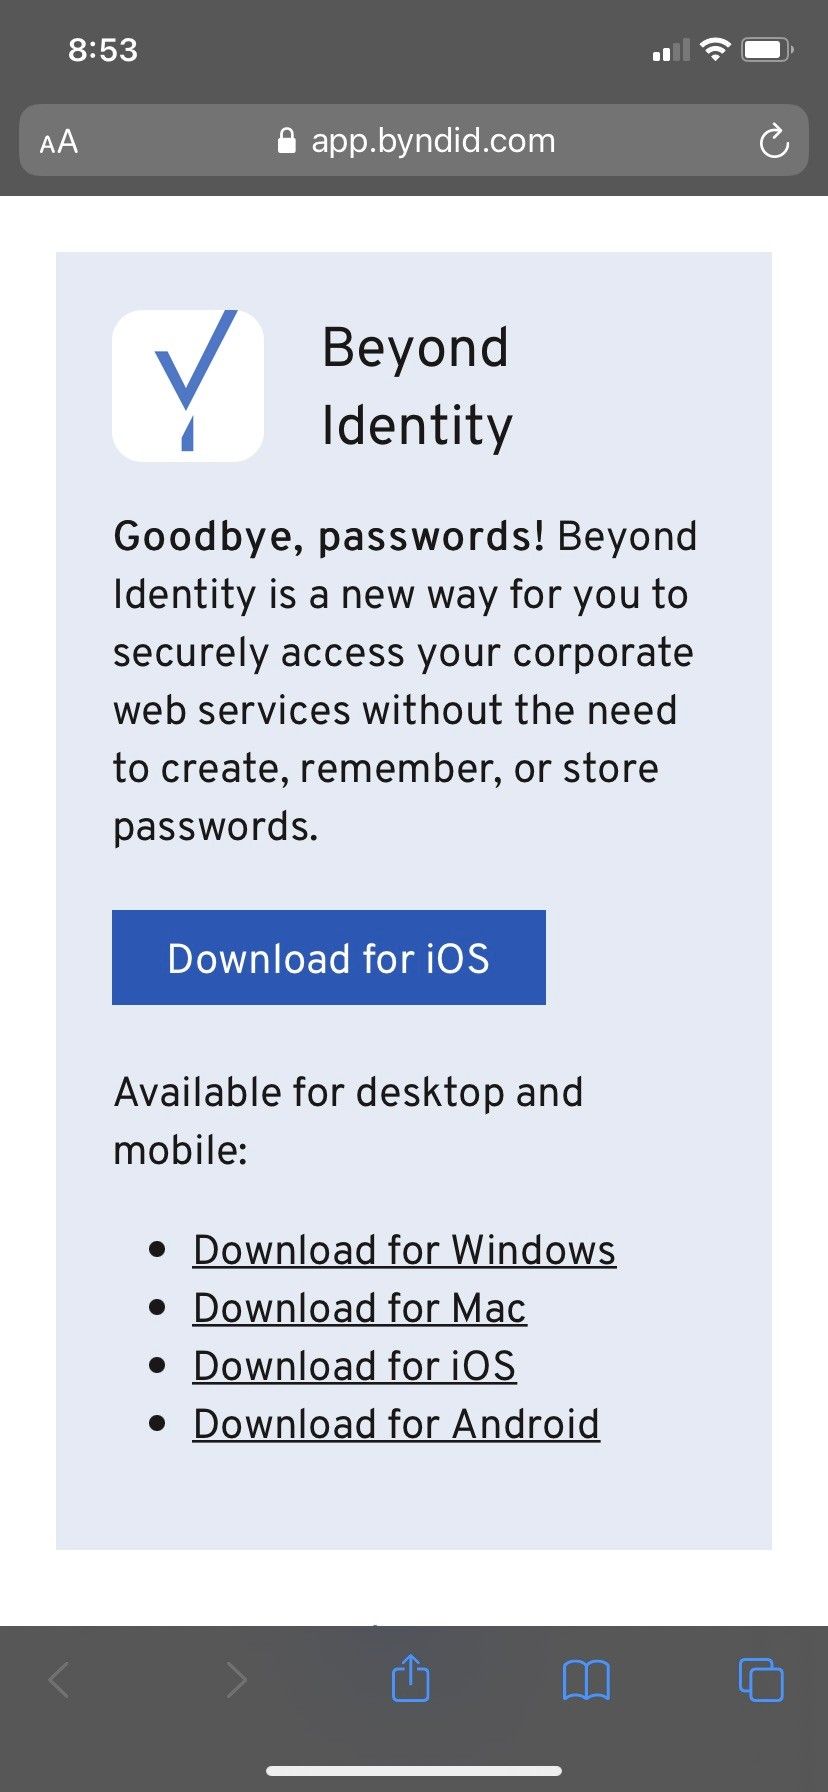 8:53
AA app.byndid.com
Beyond
Identity
Goodbye, passwords! Beyond
Identity is a new way for you to
securely access your corporate
web services without the need
to create, remember, or store
passwords.
Download for iOS
Available for desktop and
mobile:
• Download for Windows
• Download for Mac
• Download for iOS
• Download for Android